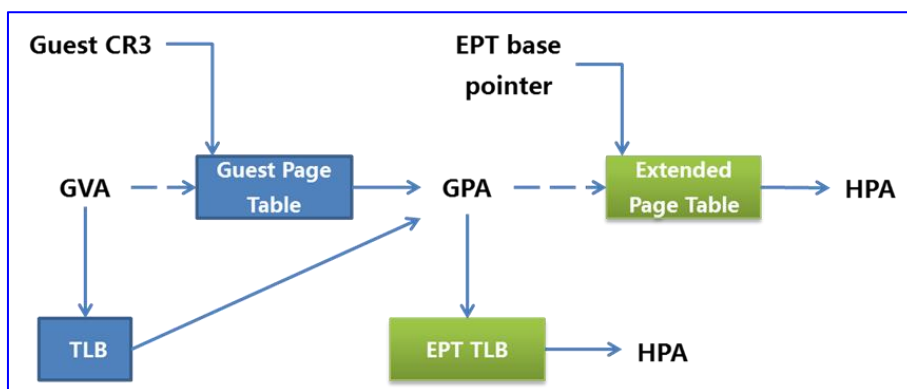 Guest CR3
EPT base
pointer
GVA
Guest Page
Table
GPA
Extended
Page Table
HPA
TLB
EPT TLB
HPA